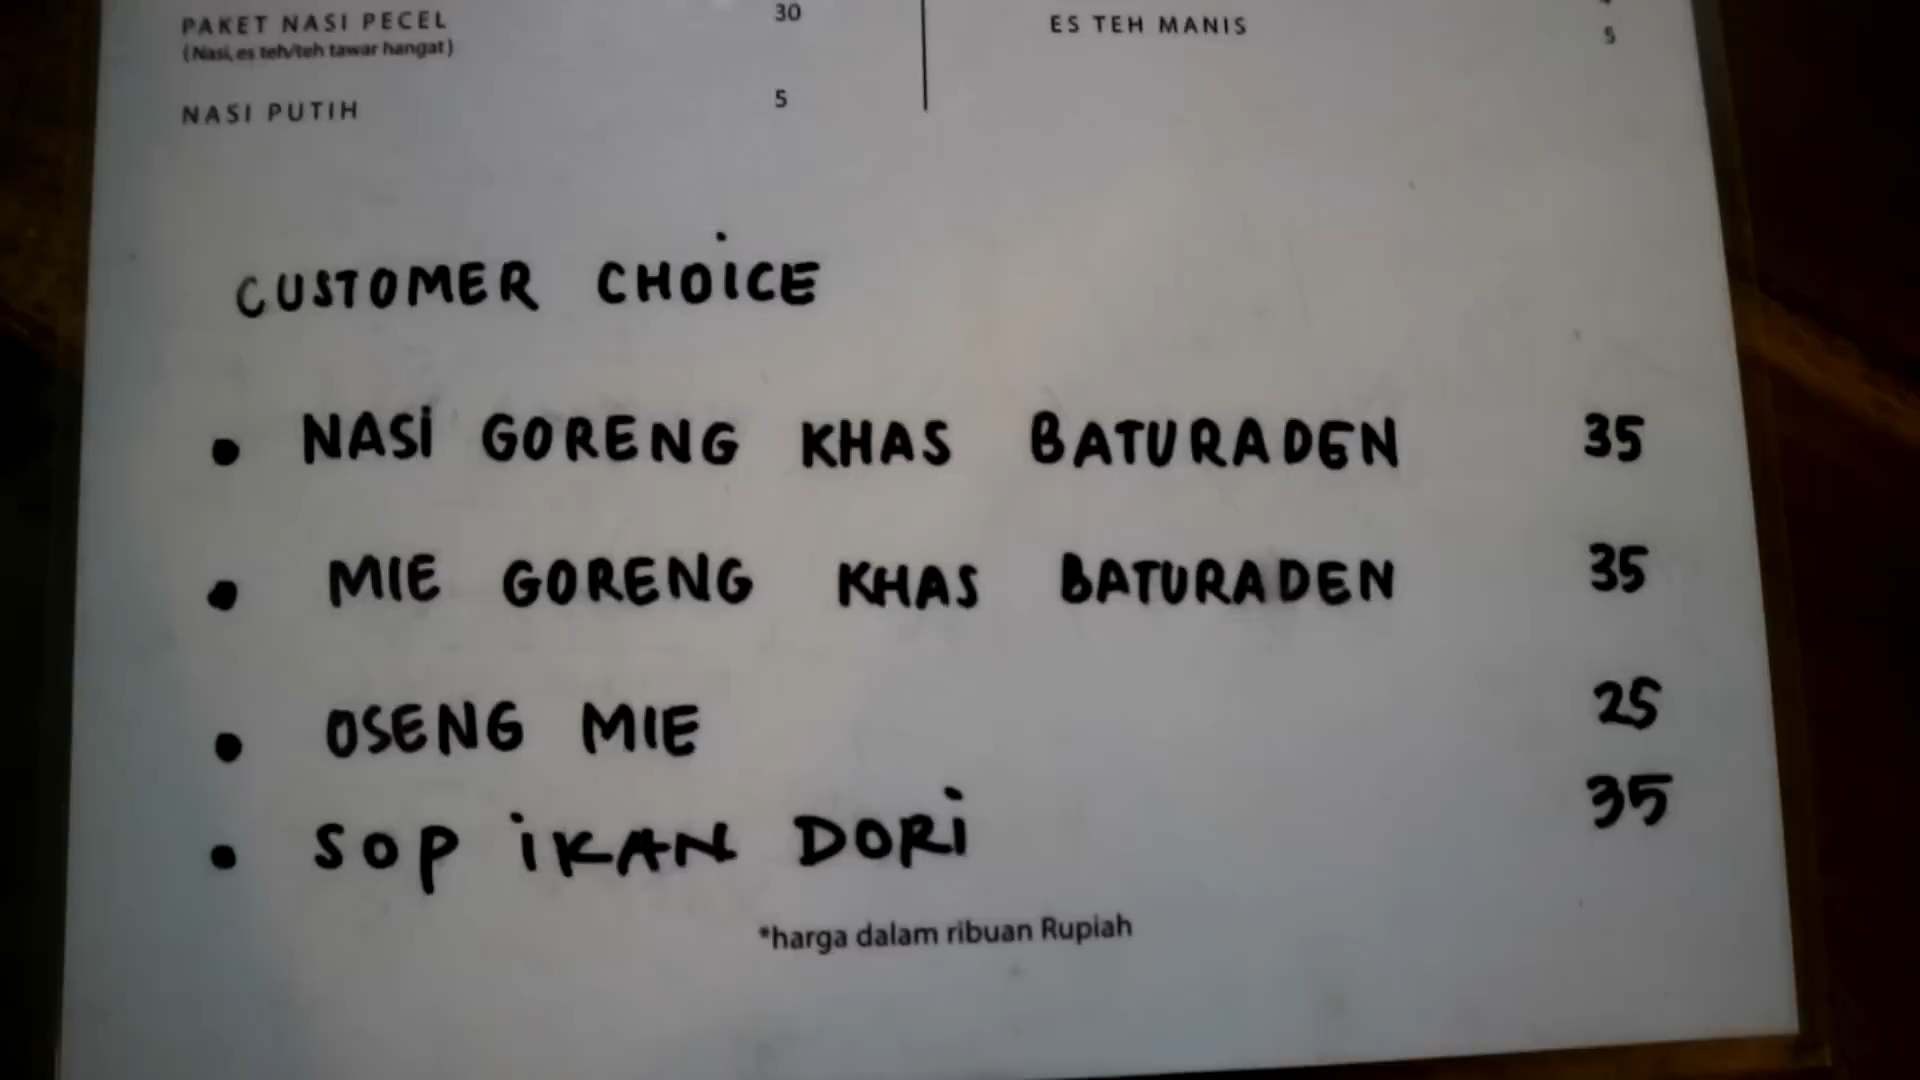 PAKET NASI PECEL 30
(Nasi, es teh/teh tawar hangat)
NASI PUTIH 5
ES TEH MANIS 5
CUSTOMER CHOICE
• NASI GORENG KHAS BATURADEN 35
• MIE GORENG KHAS BATURADEN 35
• OSENG MIE 25
• SOP IKAN DORI 35
*harga dalam ribuan Rupiah